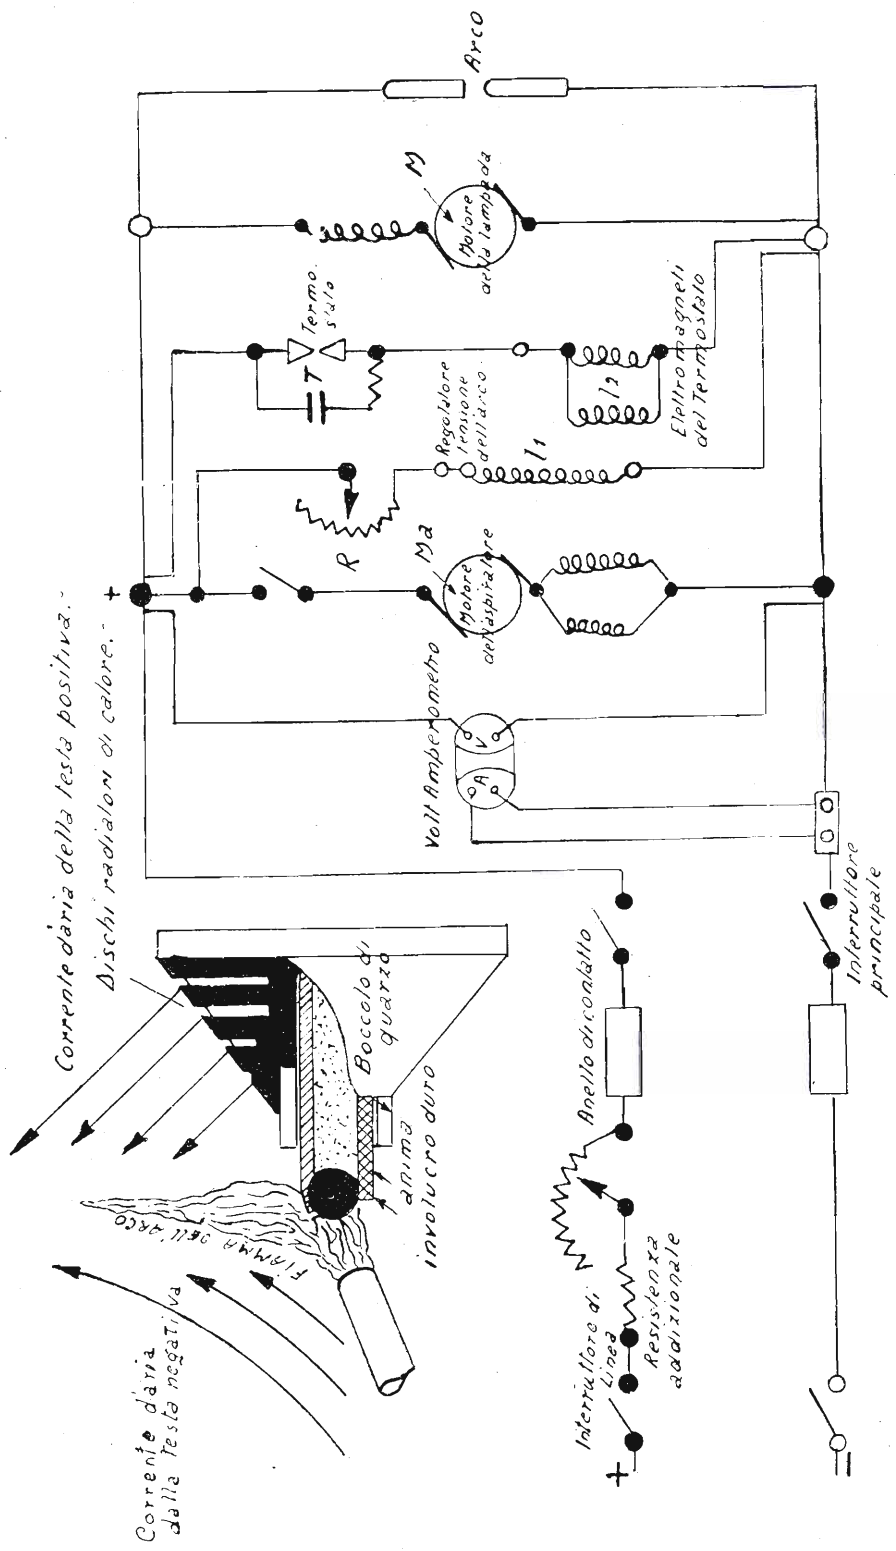 Corrente d'aria della testa positiva.-
Dischi radiatori di calore.-
Corrente d'aria
dalla testa negativa
FIAMMA DELL'ARCO
Boccolo di
quarzo
anima
involucro duro
+
Volt Amperometro
A
V
Ma
Motore
dell'aspiratore
R
Regolatore
tensione
dell'arco.
I1
T
Termo.
stato
I2
Elettromagneti
del Termostato
M
Motore
della lampada
Arco
+
Interruttore di
Linea
Resistenza
addizionale
Anello di contatto
Interruttore
principale
=